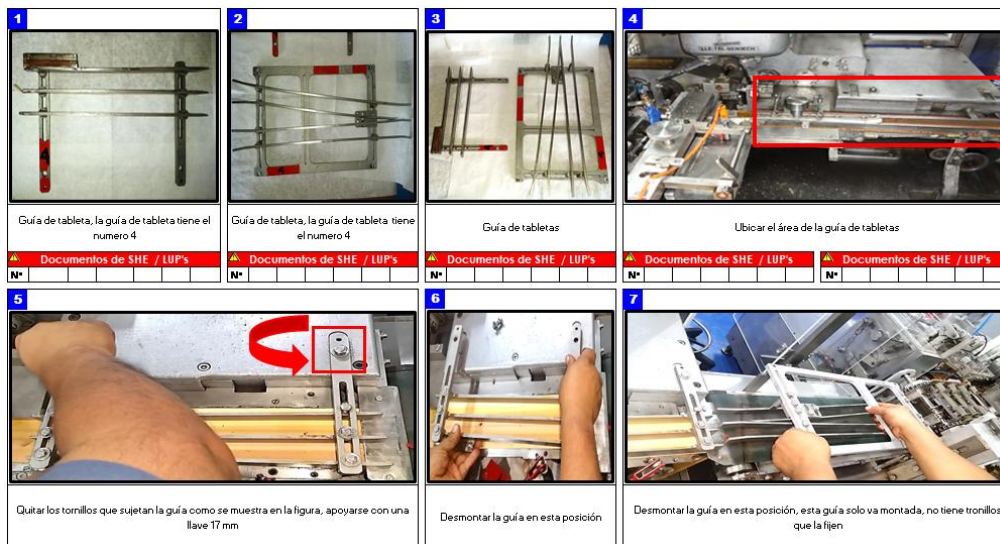 1
2
3
4
Guía de tableta, la guía de tableta tiene el
numero 4
Guía de tableta, la guía de tableta tiene
el numero 4
Guía de tabletas
Ubicar el área de la guía de tabletas
Documentos de SHE / LUP's
Documentos de SHE / LUP's
Documentos de SHE / LUP's
Documentos de SHE / LUP's
Documentos de SHE / LUP's
N°
N°
N°
N°
N°
5
6
7
Quitar los tornillos que sujetan la guía como se muestra en la figura, apoyarse con una
llave 17 mm
Desmontar la guía en esta posición
Desmontar la guía en esta posición, esta guía solo va montada, no tiene tronillos
que la fijen